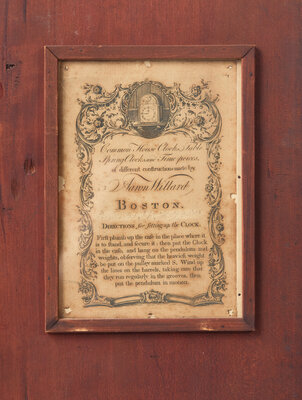 Common House Clocks, Table
Spring Clocks, and Time-pieces,
of different constructions made by
Aaron Willard
BOSTON.
DIRECTIONS, for setting up the CLOCK.
First plumb up the case in the place where it
is to stand, and secure it; then put the Clock
in the case, and hang on the pendulum and
weights, observing that the heaviest weight
be put on the pulley marked S. Wind up
the lines on the barrels, taking care that
they run regularly in the grooves, then
put the pendulum in motion.